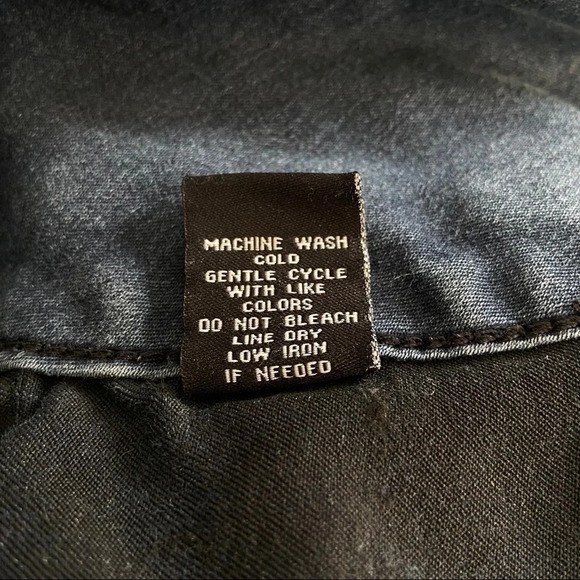 MACHINE WASH
COLD
GENTLE CYCLE
WITH LIKE
COLORS
DO NOT BLEACH
LINE DRY
LOW IRON
IF NEEDED